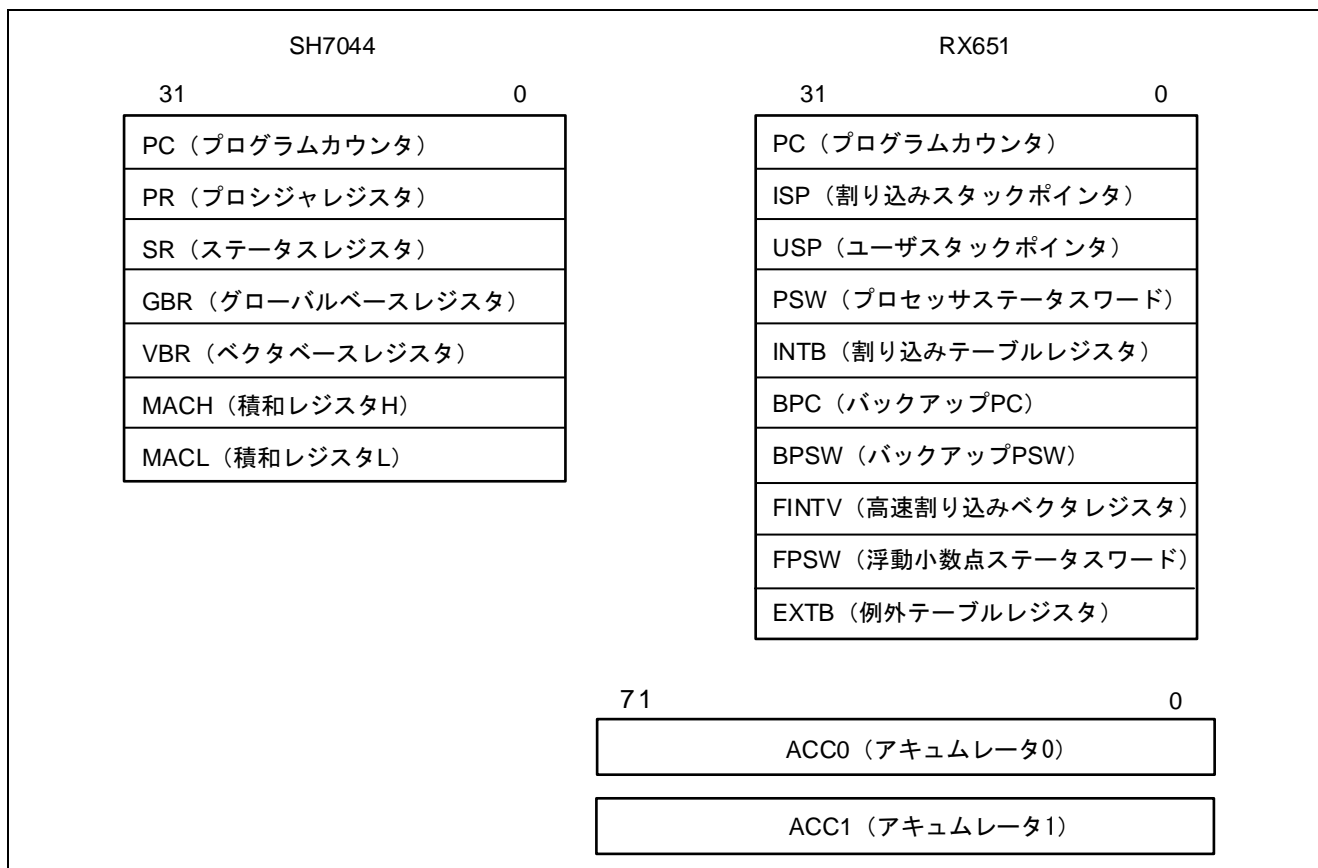 SH7044
31 0
PC（プログラムカウンタ）
PR（プロシジャレジスタ）
SR（ステータスレジスタ）
GBR（グローバルベースレジスタ）
VBR（ベクタベースレジスタ）
MACH（積和レジスタH）
MACL（積和レジスタL）
RX651
31 0
PC（プログラムカウンタ）
ISP（割り込みスタックポインタ）
USP（ユーザスタックポインタ）
PSW（プロセッサステータスワード）
INTB（割り込みテーブルレジスタ）
BPC（バックアップPC）
BPSW（バックアップPSW）
FINTV（高速割り込みベクタレジスタ）
FPSW（浮動小数点ステータスワード）
EXTB（例外テーブルレジスタ）
71 0
ACC0（アキュムレータ0）
ACC1（アキュムレータ1）